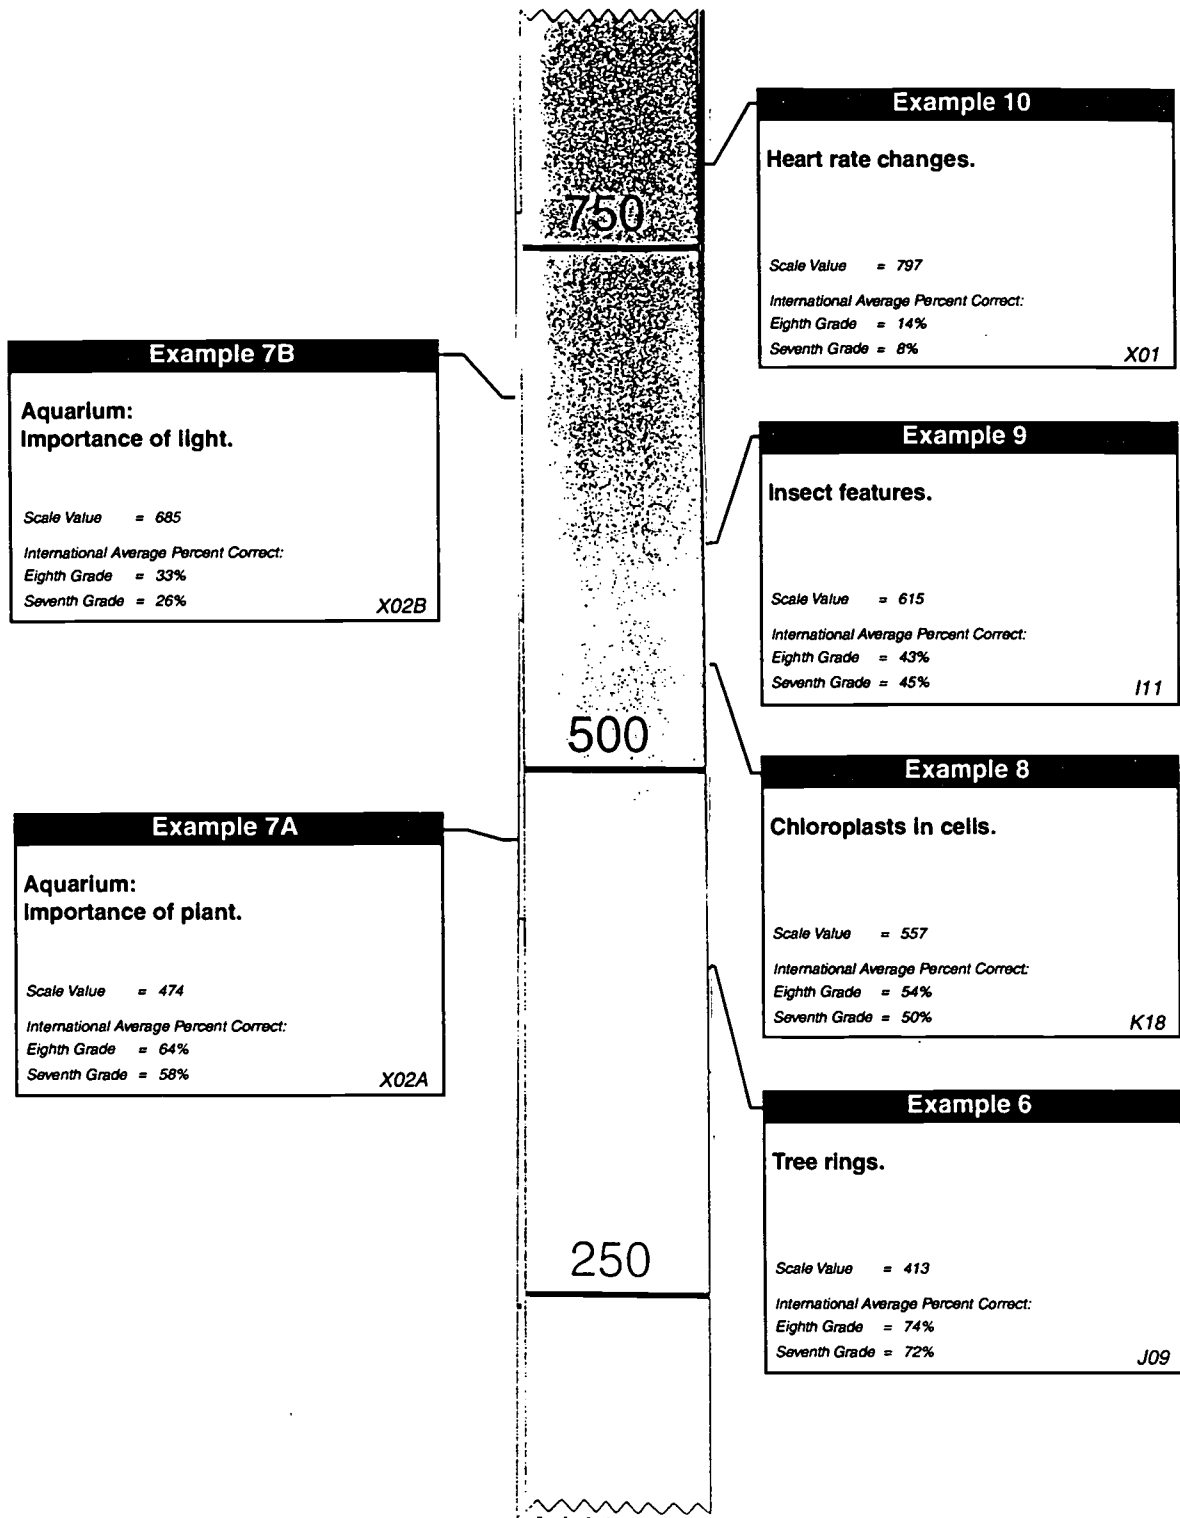 Example 10
Heart rate changes.
Scale Value = 797
International Average Percent Correct:
Eighth Grade = 14%
Seventh Grade = 8%
X01
750
Example 7B
Aquarium:
Importance of light.
Scale Value = 685
International Average Percent Correct:
Eighth Grade = 33%
Seventh Grade = 26%
X02B
Example 9
Insect features.
Scale Value = 615
International Average Percent Correct:
Eighth Grade = 43%
Seventh Grade = 45%
I11
500
Example 8
Chloroplasts in cells.
Scale Value = 557
International Average Percent Correct:
Eighth Grade = 54%
Seventh Grade = 50%
K18
Example 7A
Aquarium:
Importance of plant.
Scale Value = 474
International Average Percent Correct:
Eighth Grade = 64%
Seventh Grade = 58%
X02A
Example 6
Tree rings.
Scale Value = 413
International Average Percent Correct:
Eighth Grade = 74%
Seventh Grade = 72%
J09
250